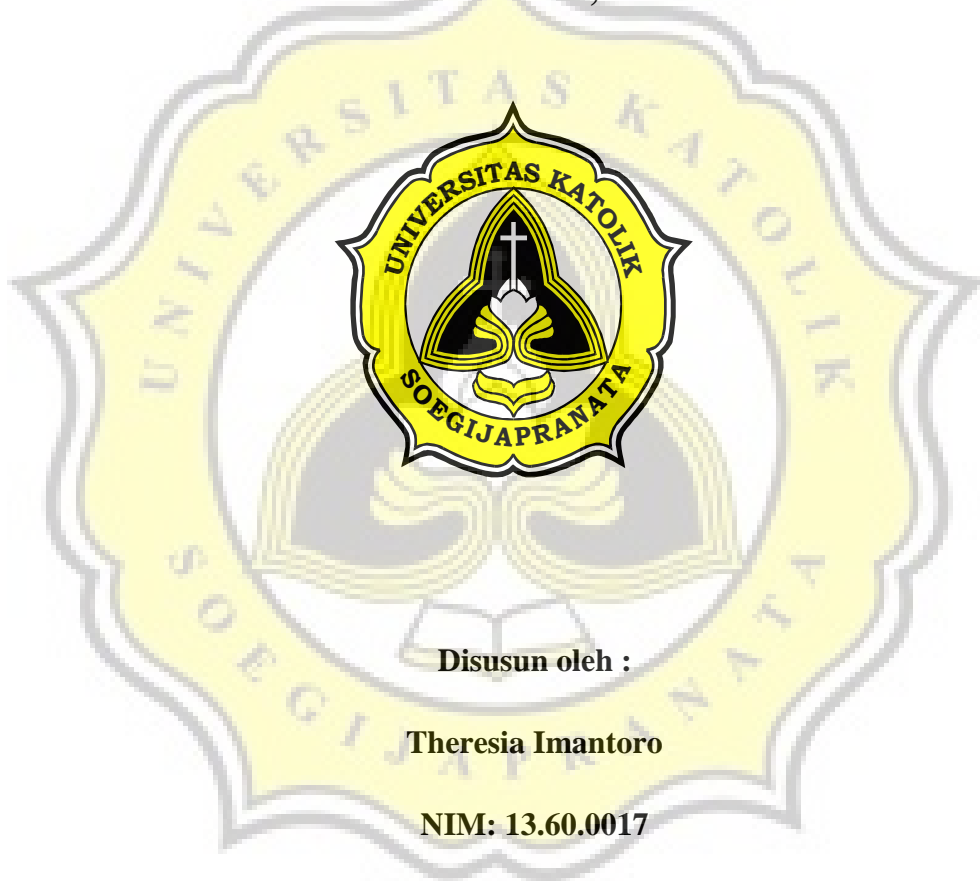 UNIVERSITAS KATOLIK
SOEGIJAPRANATA
UNIVERSITAS KATOLIK
SOEGIJAPRANATA
Disusun oleh :
Theresia Imantoro
NIM: 13.60.0017